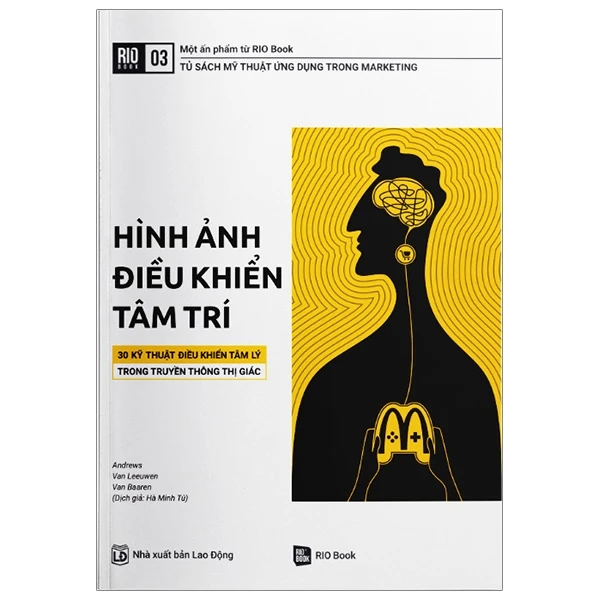 RIO BOOK 03
Một ấn phẩm từ RIO Book
TỦ SÁCH MỸ THUẬT ỨNG DỤNG TRONG MARKETING
HÌNH ẢNH
ĐIỀU KHIỂN
TÂM TRÍ
30 KỸ THUẬT ĐIỀU KHIỂN TÂM LÝ
TRONG TRUYỀN THÔNG THỊ GIÁC
Andrews
Van Leeuwen
Van Baaren
(Dịch giả: Hà Minh Tú)
LĐ Nhà xuất bản Lao Động
RIO BOOK RIO Book